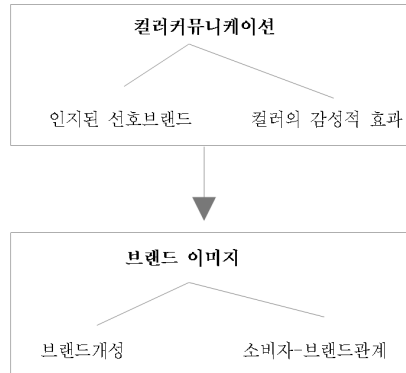 컬러커뮤니케이션
인지된 선호브랜드 컬러의 감성적 효과
브랜드 이미지
브랜드개성 소비자-브랜드관계